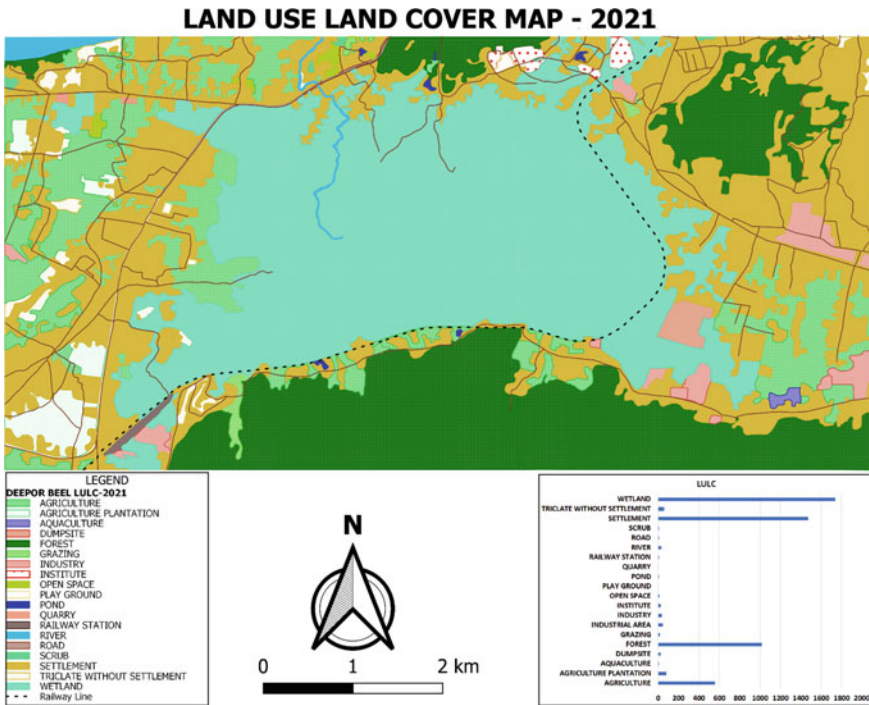 LAND USE LAND COVER MAP - 2021
LEGEND
DEEPOR BEEL LULC-2021
AGRICULTURE
AGRICULTURE PLANTATION
AQUACULTURE
DUMPSITE
FOREST
GRAZING
INDUSTRY
INSTITUTE
OPEN SPACE
PLAY GROUND
POND
QUARRY
RAILWAY STATION
RIVER
ROAD
SCRUB
SETTLEMENT
TRICLATE WITHOUT SETTLEMENT
WETLAND
Railway Line
N
0 1 2 km
LULC
WETLAND
TRICLATE WITHOUT SETTLEMENT
SETTLEMENT
SCRUB
ROAD
RIVER
RAILWAY STATION
QUARRY
POND
PLAY GROUND
OPEN SPACE
INSTITUTE
INDUSTRY
INDUSTRIAL AREA
GRAZING
FOREST
DUMPSITE
AQUACULTURE
AGRICULTURE PLANTATION
AGRICULTURE
0 200 400 600 800 1000 1200 1400 1600 1800 2000